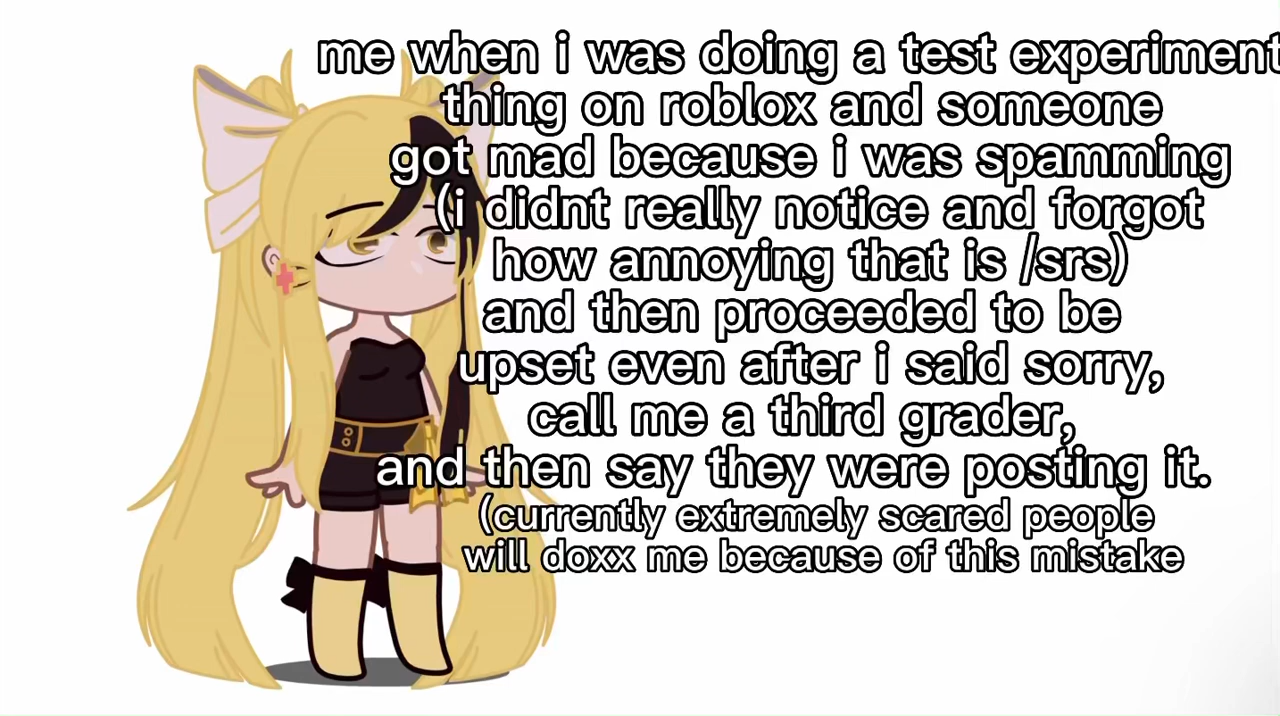 me when i was doing a test experiment
thing on roblox and someone
got mad because i was spamming
(i didnt really notice and forgot
how annoying that is /srs)
and then proceeded to be
upset even after i said sorry,
call me a third grader,
and then say they were posting it.
(currently extremely scared people
will doxx me because of this mistake